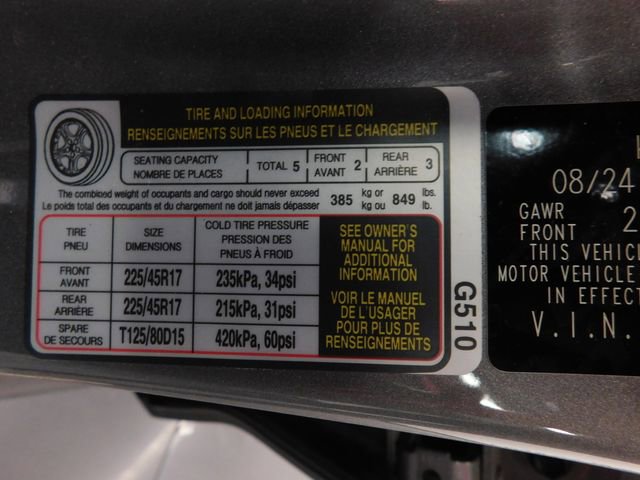 TIRE AND LOADING INFORMATION
RENSEIGNEMENTS SUR LES PNEUS ET LE CHARGEMENT
SEATING CAPACITY
NOMBRE DE PLACES
TOTAL 5
FRONT
AVANT 2
REAR
ARRIÈRE 3
The combined weight of occupants and cargo should never exceed 385 kg or 849 lbs.
Le poids total des occupants et du chargement ne doit jamais dépasser kg ou lb.
TIRE
PNEU
SIZE
DIMENSIONS
COLD TIRE PRESSURE
PRESSION DES
PNEUS À FROID
FRONT
AVANT
225/45R17
235kPa, 34psi
REAR
ARRIÈRE
225/45R17
215kPa, 31psi
SPARE
DE SECOURS
T125/80D15
420kPa, 60psi
SEE OWNER'S
MANUAL FOR
ADDITIONAL
INFORMATION
VOIR LE MANUEL
DE L'USAGER
POUR PLUS DE
RENSEIGNEMENTS
G510
08/24
GAWR
FRONT 2
THIS VEHICL
MOTOR VEHICLE
IN EFFECT
V.I.N.